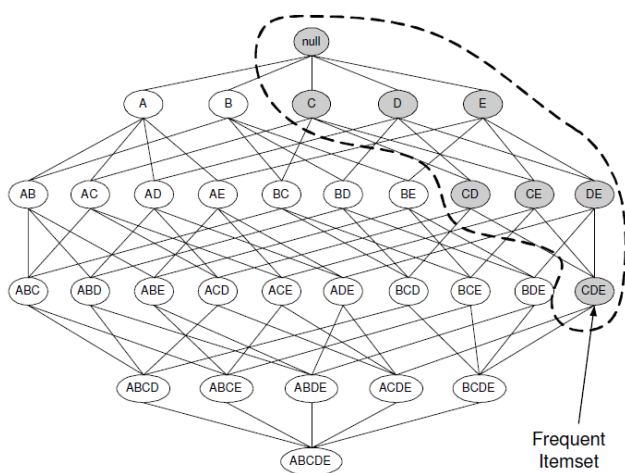 null
A B C D E
AB AC AD AE BC BD BE CD CE DE
ABC ABD ABE ACD ACE ADE BCD BCE BDE CDE
ABCD ABCE ABDE ACDE BCDE
ABCDE
Frequent
Itemset